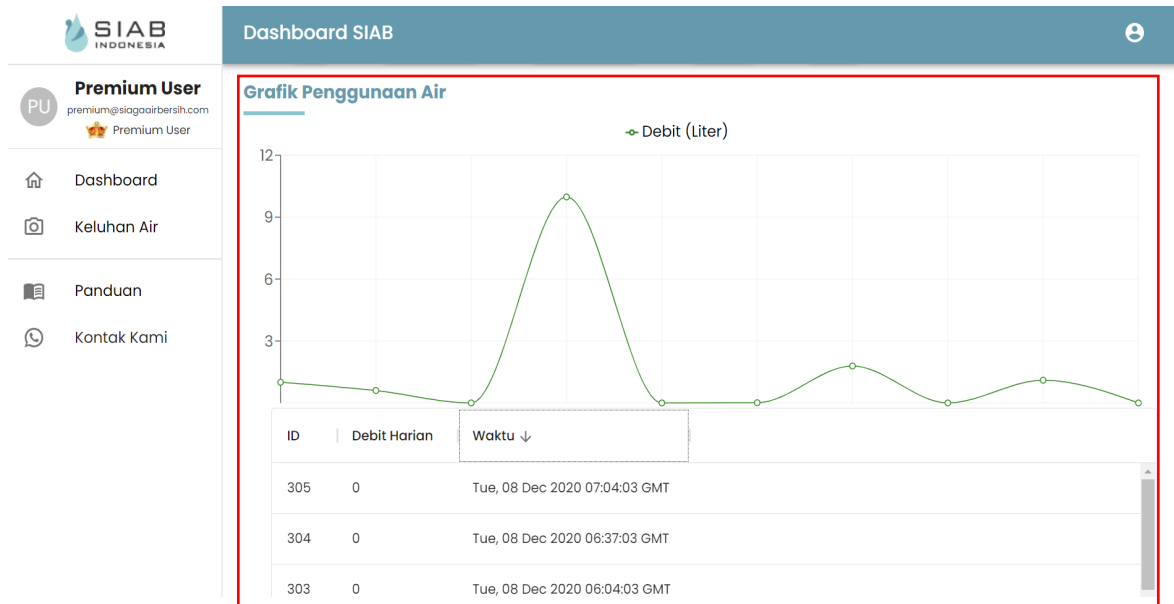 SIAB
INDONESIA
Dashboard SIAB
PU
Premium User
premium@siagaairbersih.com
Premium User
Dashboard
Keluhan Air
Panduan
Kontak Kami
Grafik Penggunaan Air
Debit (Liter)
12
9
6
3
ID Debit Harian Waktu
305 0 Tue, 08 Dec 2020 07:04:03 GMT
304 0 Tue, 08 Dec 2020 06:37:03 GMT
303 0 Tue, 08 Dec 2020 06:04:03 GMT